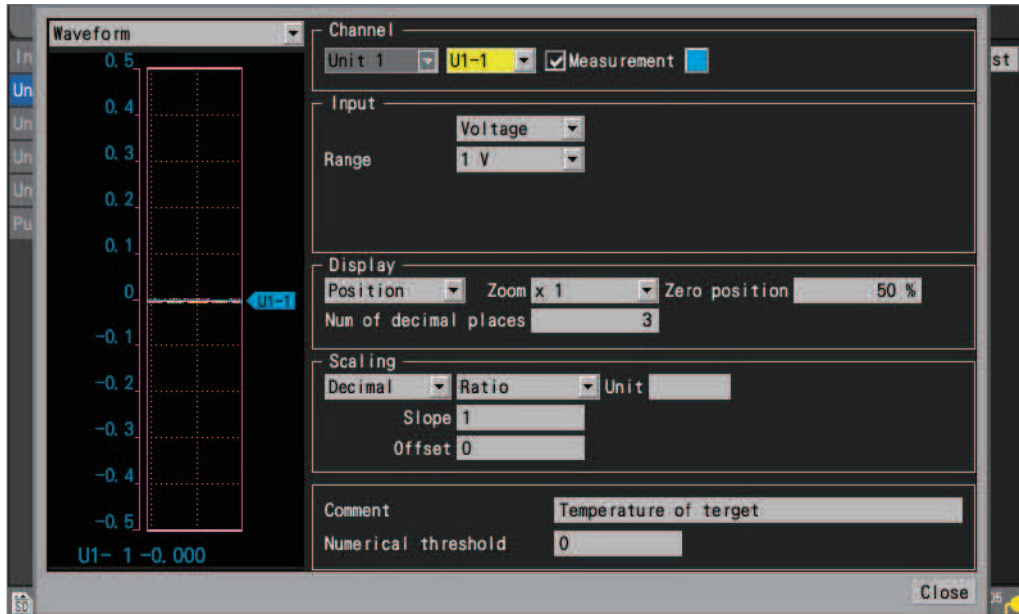 Waveform
0.5
0.4
0.3
0.2
0.1
0
-0.1
-0.2
-0.3
-0.4
-0.5
U1-1
U1- 1 -0.000
Channel
Unit 1 U1-1 Measurement
Input
Voltage
Range 1 V
Display
Position Zoom x 1 Zero position 50 %
Num of decimal places 3
Scaling
Decimal Ratio Unit
Slope 1
Offset 0
Comment Temperature of terget
Numerical threshold 0
Close
In
Un
Un
Un
Un
Pu
st
SD
05